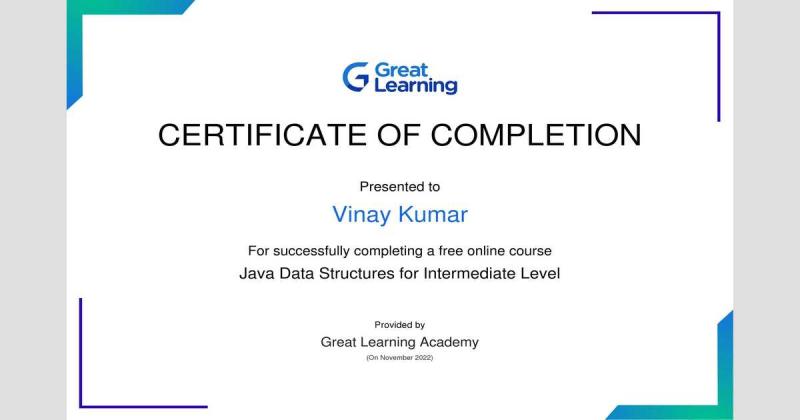 Great
Learning
CERTIFICATE OF COMPLETION
Presented to
Vinay Kumar
For successfully completing a free online course
Java Data Structures for Intermediate Level
Provided by
Great Learning Academy
(On November 2022)